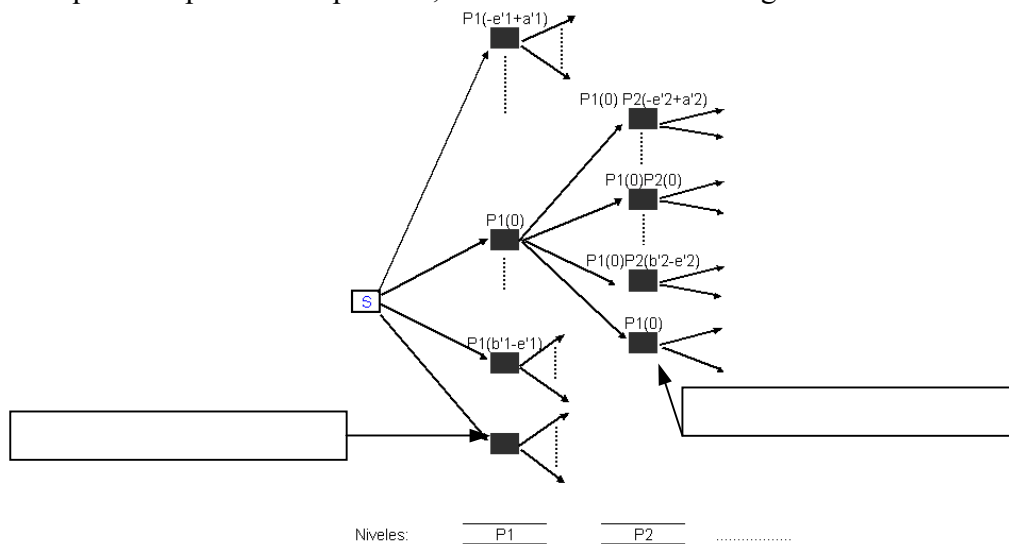 P1(-e'1+a'1)
P1(0) P2(-e'2+a'2)
P1(0)P2(0)
P1(0)
P1(0)P2(b'2-e'2)
S
P1(0)
P1(b'1-e'1)
Niveles: P1 P2 ..................